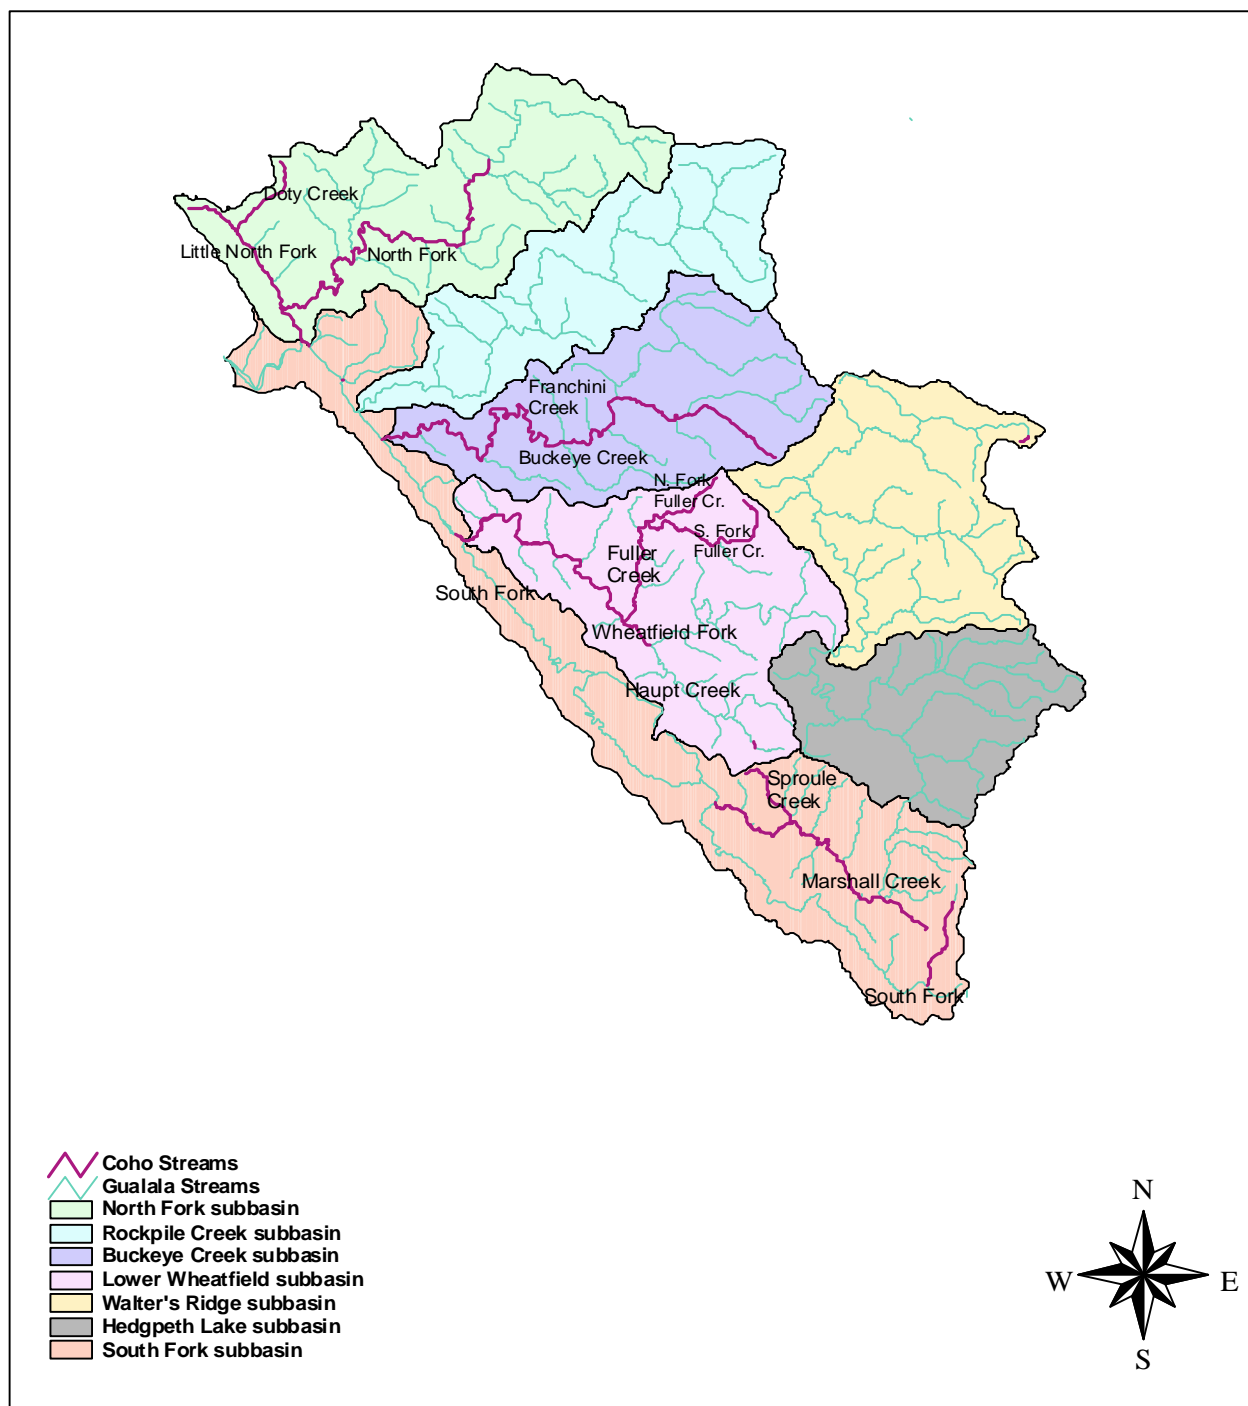 Doty Creek
Little North Fork
North Fork
Franchini
Creek
Buckeye Creek
N. Fork
Fuller Cr.
S. Fork
Fuller Cr.
Fuller
Creek
South Fork
Wheatfield Fork
Haupt Creek
Sproule
Creek
Marshall Creek
South Fork
Coho Streams
Gualala Streams
North Fork subbasin
Rockpile Creek subbasin
Buckeye Creek subbasin
Lower Wheatfield subbasin
Walter's Ridge subbasin
Hedgpeth Lake subbasin
South Fork subbasin
N
W
E
S